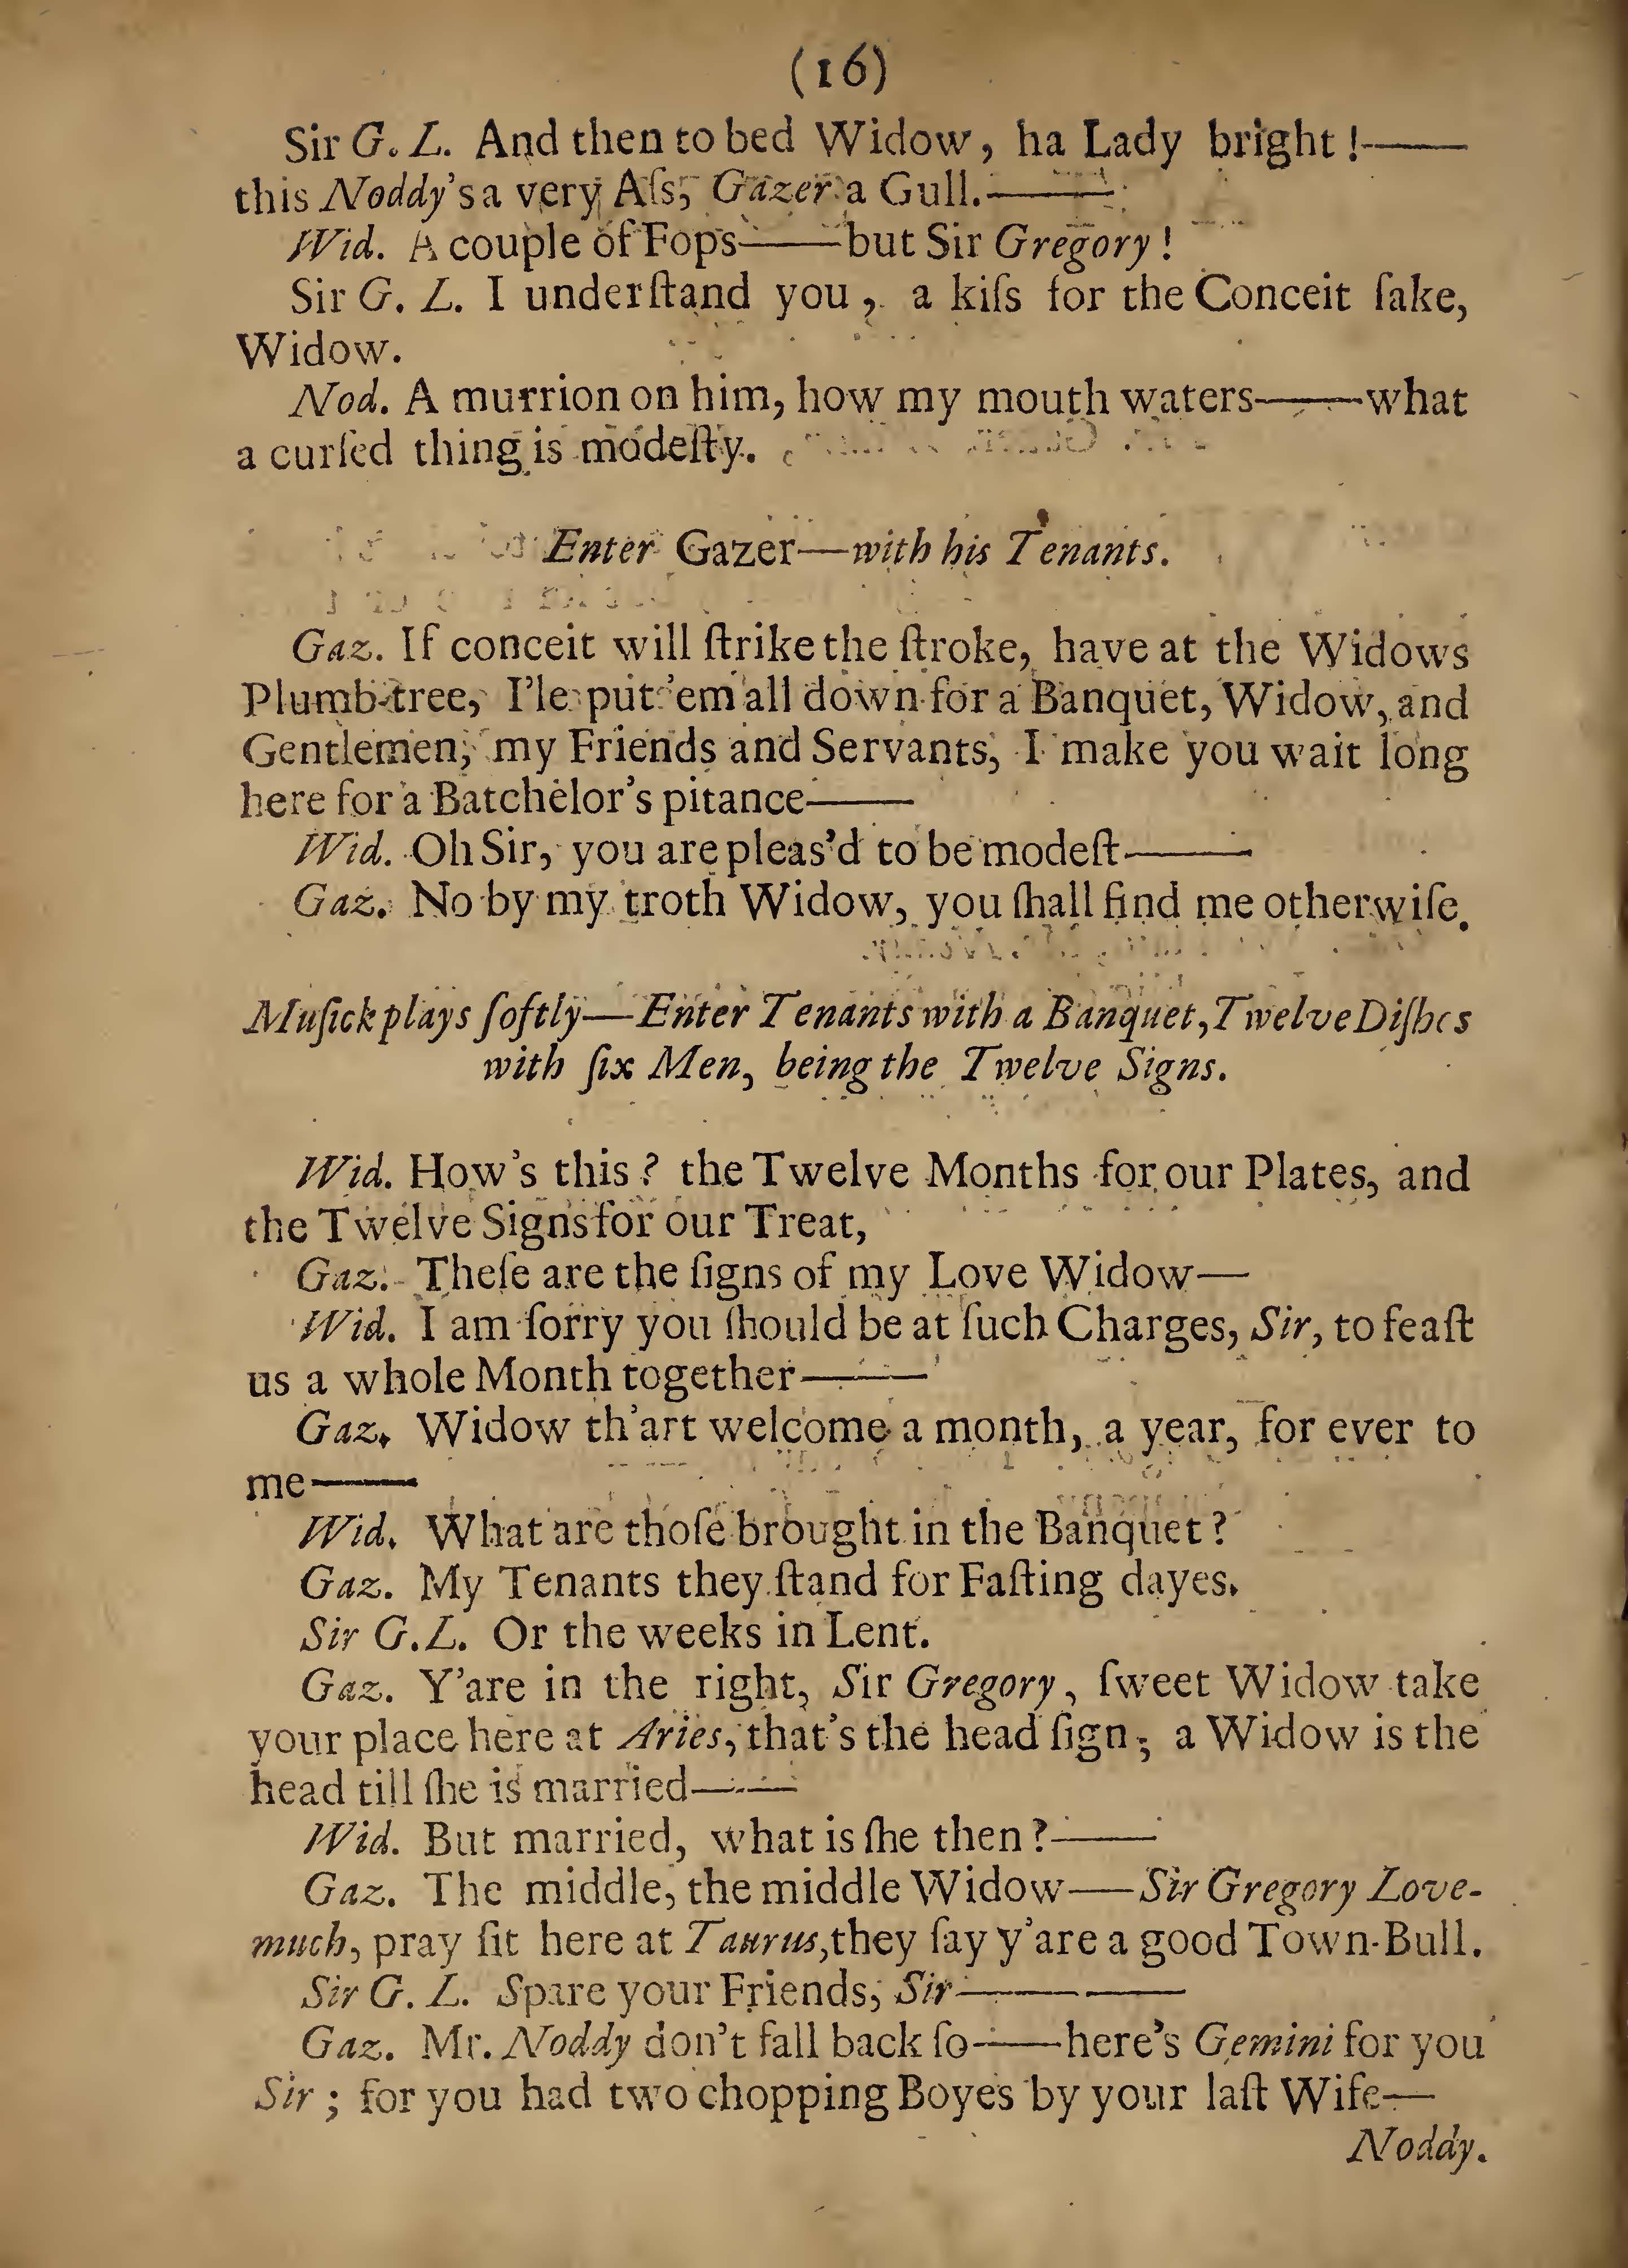 (16)
Sir G. L. And then to bed Widow, ha Lady bright!——
this Noddy's a very Aſs, Gazer a Gull.——
Wid. A couple of Fops——but Sir Gregory!
Sir G. L. I underſtand you, a kiſs for the Conceit ſake,
Widow.
Nod. A murrion on him, how my mouth waters——what
a curſed thing is modeſty.
Enter Gazer—with his Tenants.
Gaz. If conceit will ſtrike the ſtroke, have at the Widows
Plumb-tree, I'le put 'em all down for a Banquet, Widow, and
Gentlemen, my Friends and Servants, I make you wait long
here for a Batchelor's pitance——
Wid. Oh Sir, you are pleas'd to be modeſt——
Gaz. No by my troth Widow, you ſhall find me otherwiſe.
Muſick plays ſoftly—Enter Tenants with a Banquet, Twelve Diſhes
with ſix Men, being the Twelve Signs.
Wid. How's this? the Twelve Months for our Plates, and
the Twelve Signs for our Treat,
Gaz. Theſe are the ſigns of my Love Widow—
Wid. I am ſorry you ſhould be at ſuch Charges, Sir, to feaſt
us a whole Month together——
Gaz. Widow th'art welcome a month, a year, for ever to
me——
Wid. What are thoſe brought in the Banquet?
Gaz. My Tenants they ſtand for Faſting dayes.
Sir G. L. Or the weeks in Lent.
Gaz. Y'are in the right, Sir Gregory, ſweet Widow take
your place here at Aries, that's the head ſign; a Widow is the
head till ſhe is married——
Wid. But married, what is ſhe then?——
Gaz. The middle, the middle Widow—Sir Gregory Love-
much, pray ſit here at Taurus, they ſay y'are a good Town-Bull.
Sir G. L. Spare your Friends, Sir————
Gaz. Mr. Noddy don't fall back ſo——here's Gemini for you
Sir; for you had two chopping Boyes by your laſt Wife—
Noddy.